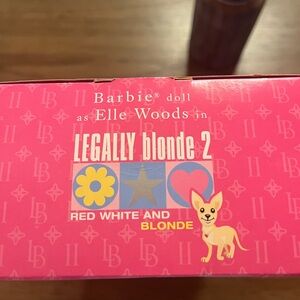 Barbie® doll
as Elle Woods in
LEGALLY blonde 2
RED WHITE AND
BLONDE